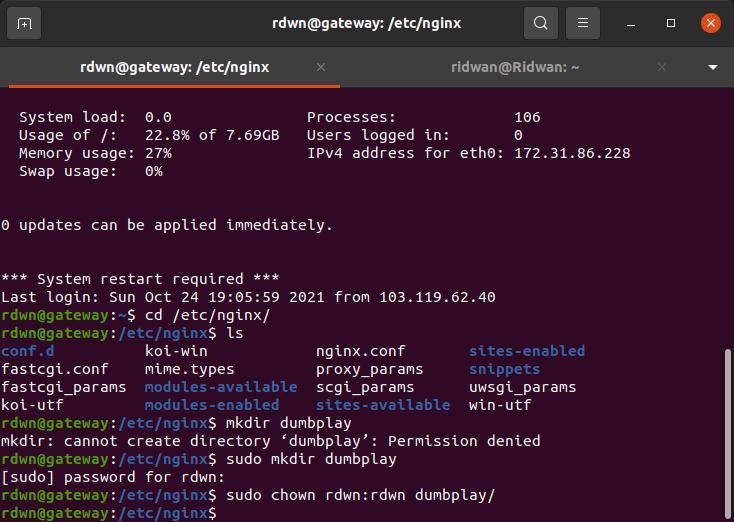 rdwn@gateway: /etc/nginx
rdwn@gateway: /etc/nginx × ridwan@Ridwan: ~ ×
System load: 0.0 Processes: 106
Usage of /: 22.8% of 7.69GB Users logged in: 0
Memory usage: 27% IPv4 address for eth0: 172.31.86.228
Swap usage: 0%
0 updates can be applied immediately.
*** System restart required ***
Last login: Sun Oct 24 19:05:59 2021 from 103.119.62.40
rdwn@gateway:~$ cd /etc/nginx/
rdwn@gateway:/etc/nginx$ ls
conf.d koi-win nginx.conf sites-enabled
fastcgi.conf mime.types proxy_params snippets
fastcgi_params modules-available scgi_params uwsgi_params
koi-utf modules-enabled sites-available win-utf
rdwn@gateway:/etc/nginx$ mkdir dumbplay
mkdir: cannot create directory ‘dumbplay’: Permission denied
rdwn@gateway:/etc/nginx$ sudo mkdir dumbplay
[sudo] password for rdwn:
rdwn@gateway:/etc/nginx$ sudo chown rdwn:rdwn dumbplay/
rdwn@gateway:/etc/nginx$